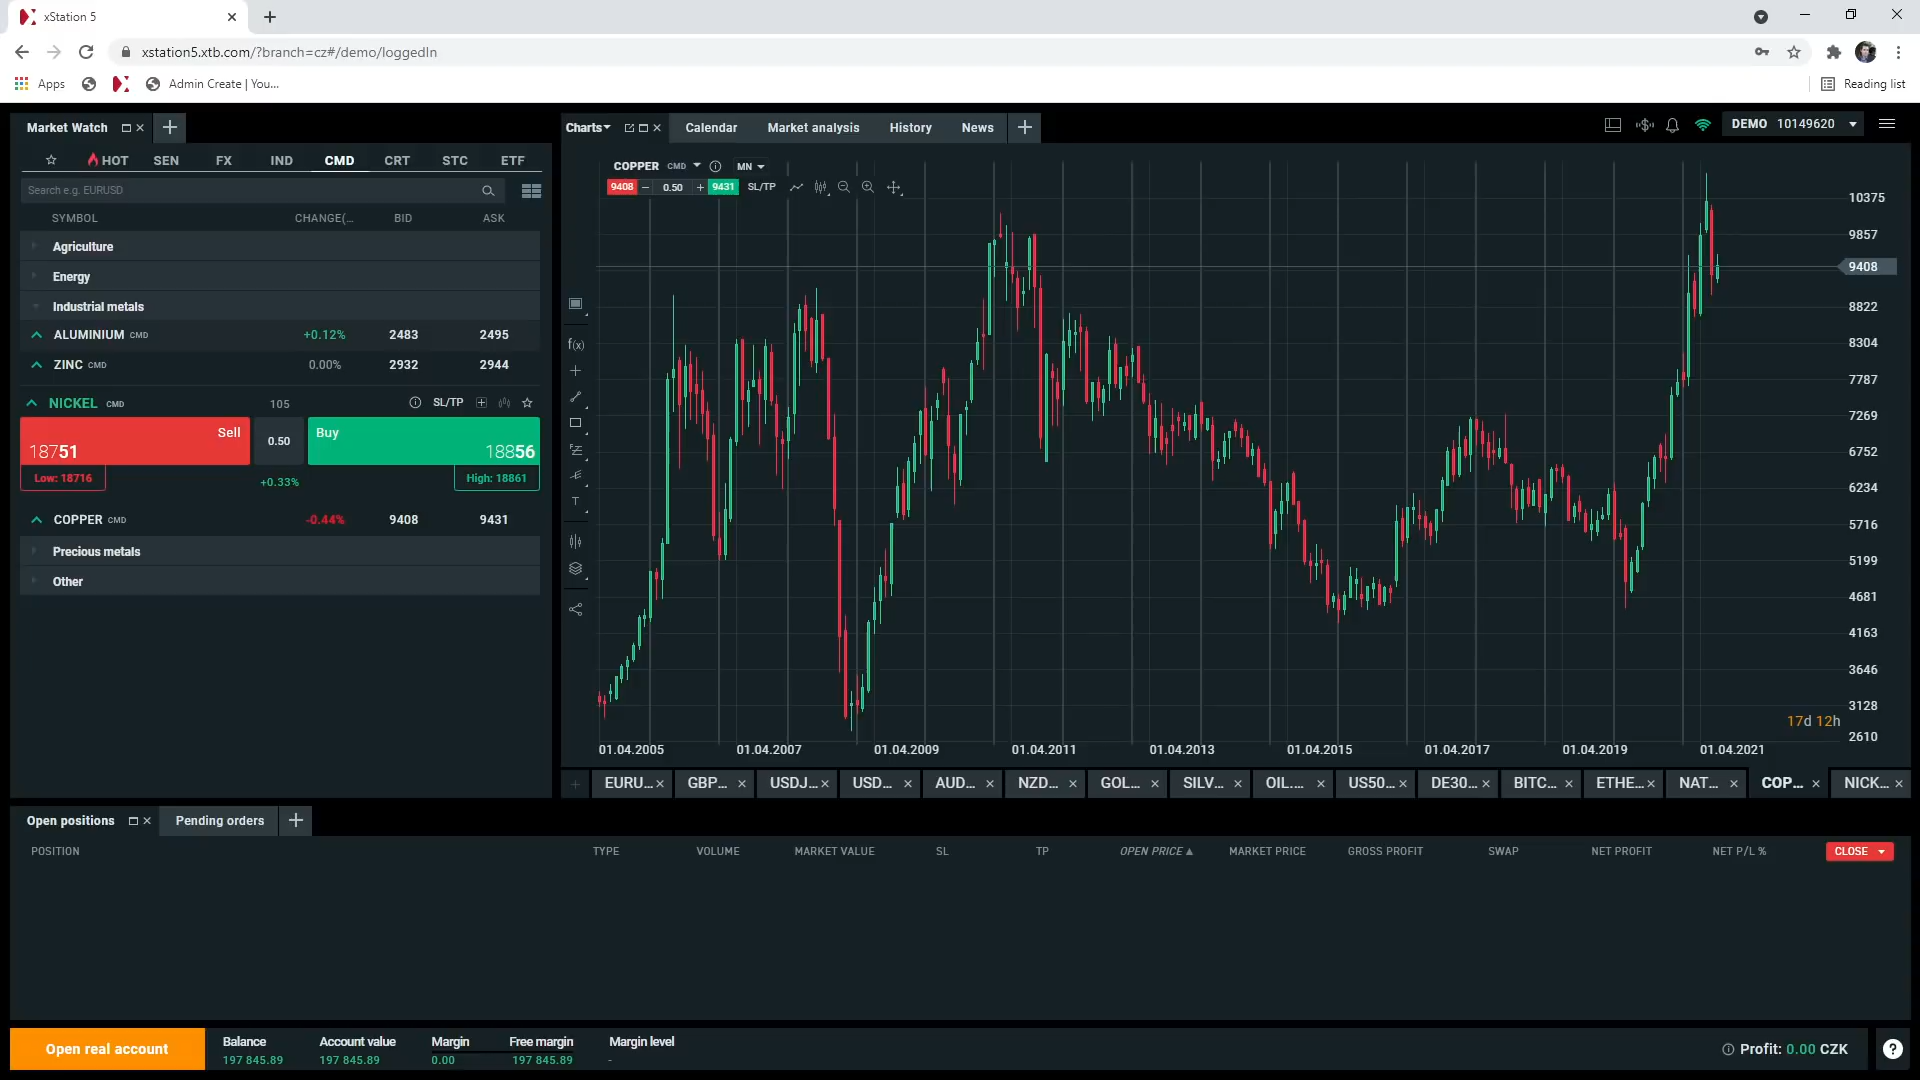 xStation 5
xstation5.xtb.com/?branch=cz#/demo/loggedIn
Apps
Admin Create | You...
Reading list
Market Watch
Charts
Calendar
Market analysis
History
News
DEMO 10149620
HOT SEN FX IND CMD CRT STC ETF
Search e.g. EURUSD
SYMBOL CHANGE(... BID ASK
Agriculture
Energy
Industrial metals
ALUMINIUM CMD +0.12% 2483 2495
ZINC CMD 0.00% 2932 2944
NICKEL CMD 105 SL/TP
Sell 0.50 Buy
18751 18856
Low: 18716 +0.33% High: 18861
COPPER CMD -0.44% 9408 9431
Precious metals
Other
COPPER CMD MN
9408 − 0.50 + 9431 SL/TP
f(x)
T
10375
9857
9408
8822
8304
7787
7269
6752
6234
5716
5199
4681
4163
3646
3128
2610
17d 12h
01.04.2005 01.04.2007 01.04.2009 01.04.2011 01.04.2013 01.04.2015 01.04.2017 01.04.2019 01.04.2021
EURU... GBP... USDJ... USD... AUD... NZD... GOL... SILV... OIL.... US50... DE30... BITC... ETHE... NAT... COP... NICK...
Open positions
Pending orders
POSITION TYPE VOLUME MARKET VALUE SL TP OPEN PRICE MARKET PRICE GROSS PROFIT SWAP NET PROFIT NET P/L % CLOSE
Open real account
Balance Account value Margin Free margin Margin level
197 845.89 197 845.89 0.00 197 845.89 -
Profit: 0.00 CZK